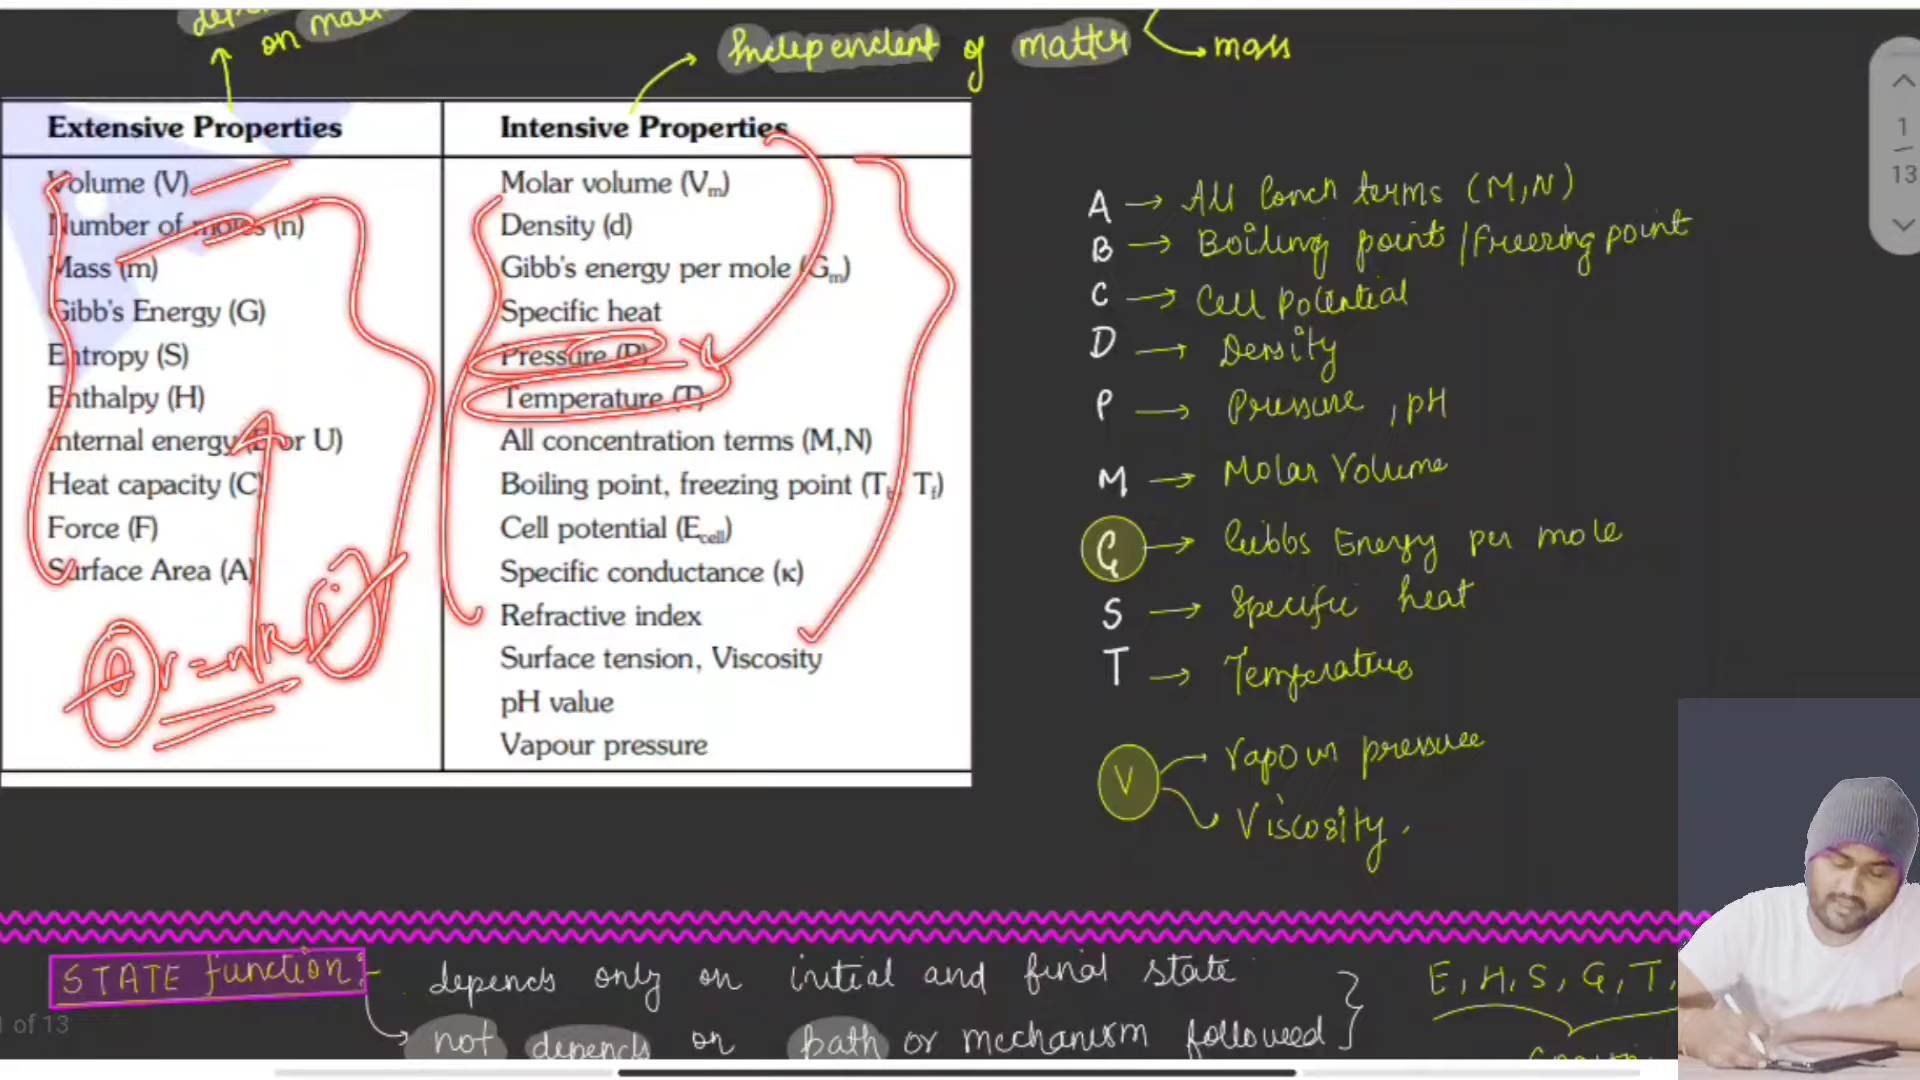 on
Independent of matter → mass
1
13
Extensive Properties
Volume (V)
Number of moles (n)
Mass (m)
Gibb's Energy (G)
Entropy (S)
Enthalpy (H)
Internal energy (E or U)
Heat capacity (C)
Force (F)
Surface Area (A)
Intensive Properties
Molar volume (Vm)
Density (d)
Gibb's energy per mole (Gm)
Specific heat
Pressure (P)
Temperature (T)
All concentration terms (M,N)
Boiling point, freezing point (Tb, Tf)
Cell potential (Ecell)
Specific conductance (κ)
Refractive index
Surface tension, Viscosity
pH value
Vapour pressure
A → All Concn terms (M,N)
B → Boiling point / freezing point
C → Cell Potential
D → Density
P → Pressure, pH
M → Molar Volume
G → Gibbs Energy per mole
S → Specific heat
T → Temperature
V → Vapour pressure
→ Viscosity.
STATE function:- depends only on initial and final state
E, H, S, G, T,
→ not depends on path or mechanism followed
1 of 13